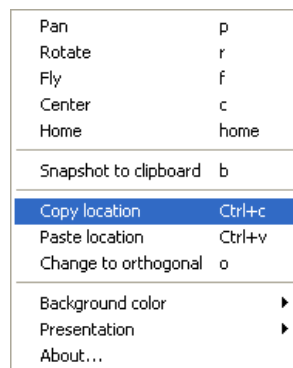 Pan p
Rotate r
Fly f
Center c
Home home
Snapshot to clipboard b
Copy location Ctrl+c
Paste location Ctrl+v
Change to orthogonal o
Background color
Presentation
About...